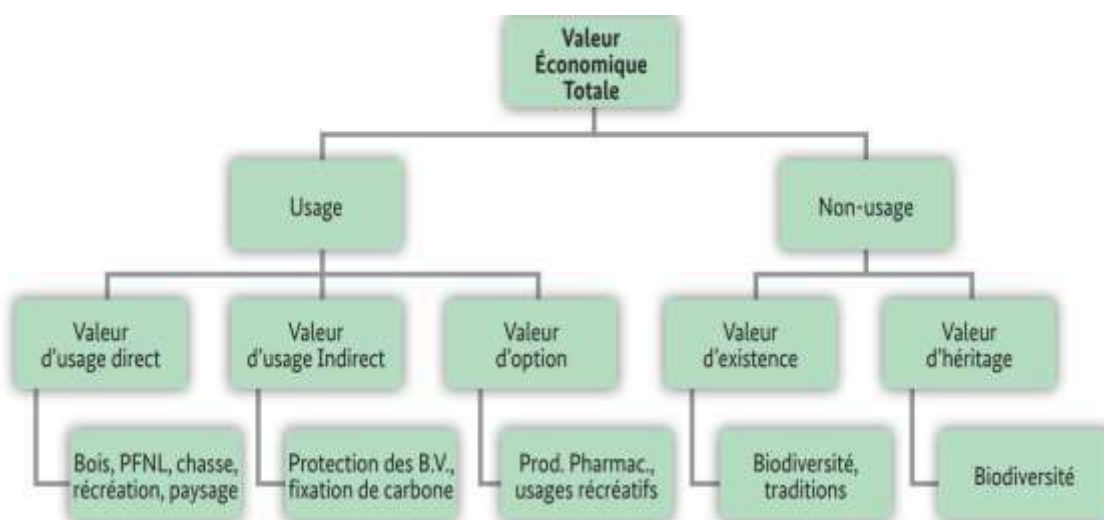 Valeur
Économique
Totale
Usage
Non-usage
Valeur
d'usage direct
Valeur
d'usage Indirect
Valeur
d'option
Valeur
d'existence
Valeur
d'héritage
Bois, PFNL, chasse,
récréation, paysage
Protection des B.V.,
fixation de carbone
Prod. Pharmac.,
usages récréatifs
Biodiversité,
traditions
Biodiversité